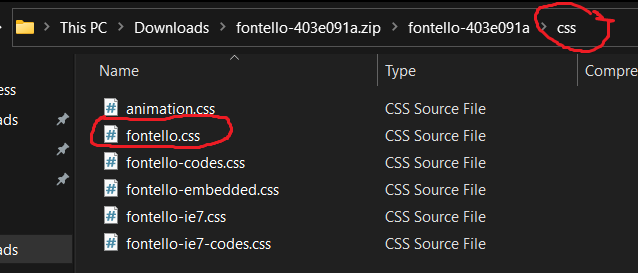 This PC > Downloads > fontello-403e091a.zip > fontello-403e091a > css
Name Type Compre
ess
animation.css CSS Source File
ads
fontello.css CSS Source File
fontello-codes.css CSS Source File
fontello-embedded.css CSS Source File
fontello-ie7.css CSS Source File
fontello-ie7-codes.css CSS Source File
ads